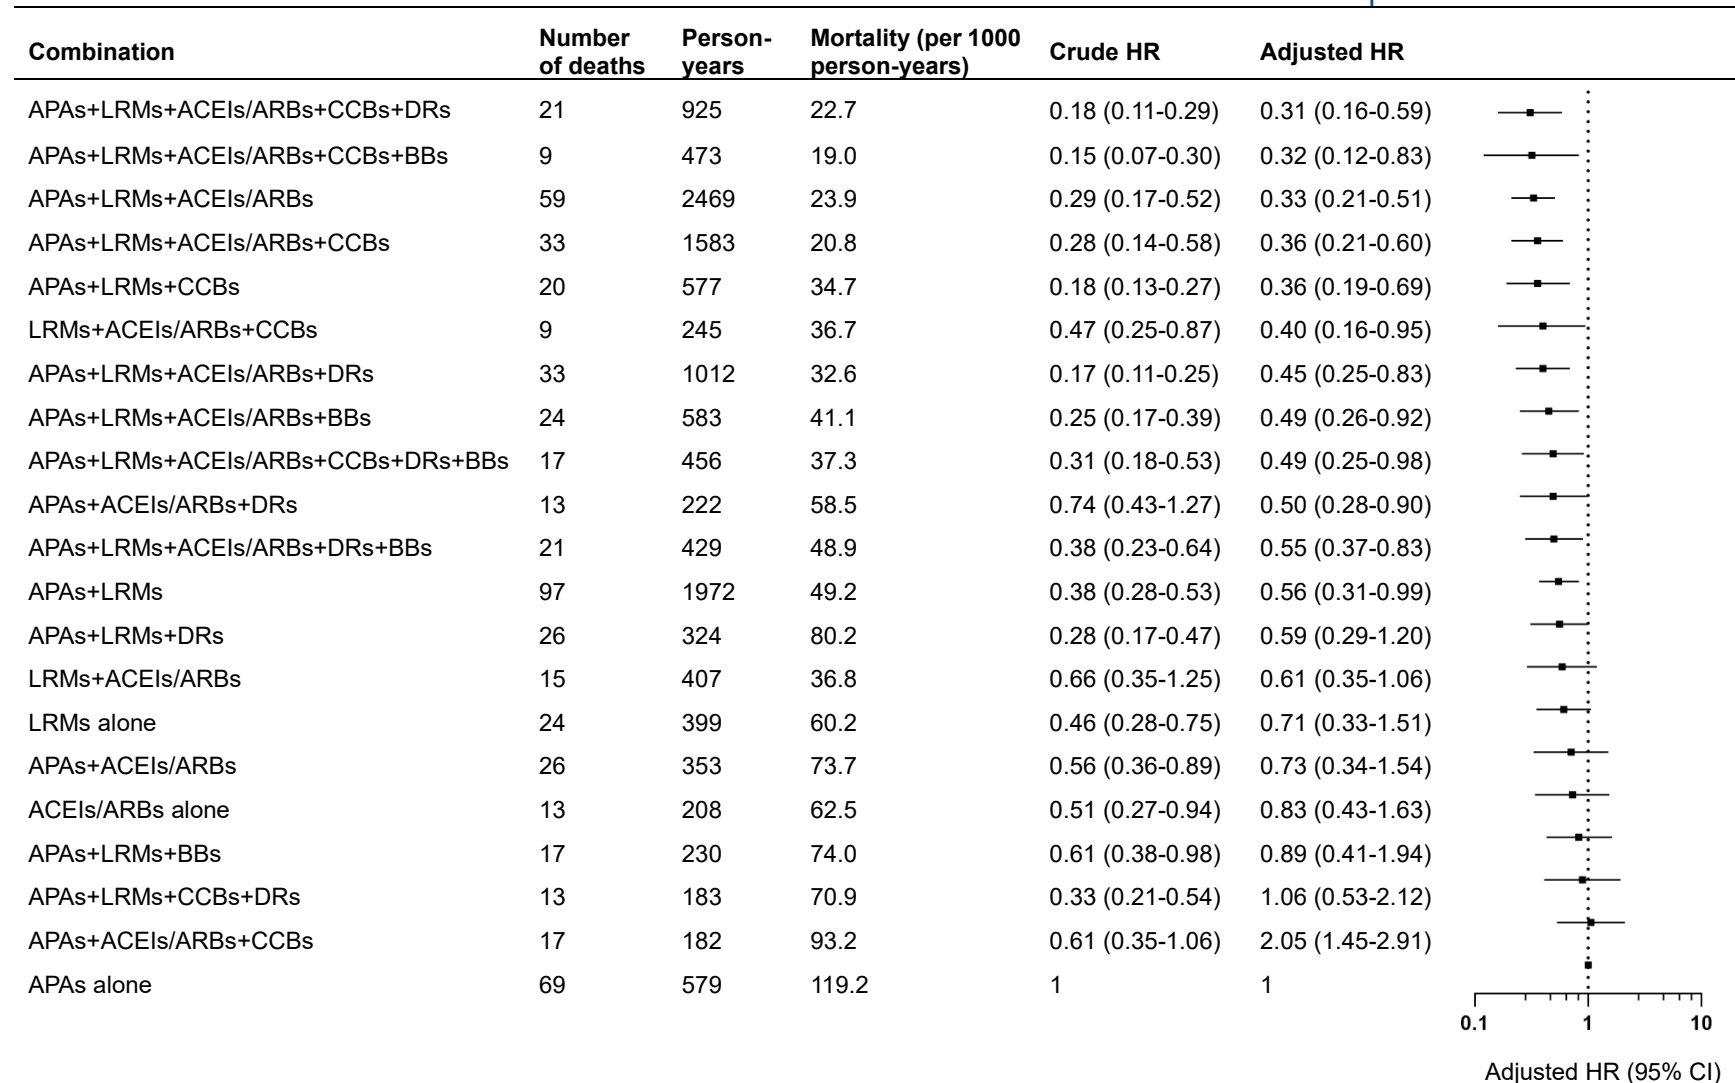 Combination Number of deaths Person-years Mortality (per 1000 person-years) Crude HR Adjusted HR
APAs+LRMs+ACEIs/ARBs+CCBs+DRs 21 925 22.7 0.18 (0.11-0.29) 0.31 (0.16-0.59)
APAs+LRMs+ACEIs/ARBs+CCBs+BBs 9 473 19.0 0.15 (0.07-0.30) 0.32 (0.12-0.83)
APAs+LRMs+ACEIs/ARBs 59 2469 23.9 0.29 (0.17-0.52) 0.33 (0.21-0.51)
APAs+LRMs+ACEIs/ARBs+CCBs 33 1583 20.8 0.28 (0.14-0.58) 0.36 (0.21-0.60)
APAs+LRMs+CCBs 20 577 34.7 0.18 (0.13-0.27) 0.36 (0.19-0.69)
LRMs+ACEIs/ARBs+CCBs 9 245 36.7 0.47 (0.25-0.87) 0.40 (0.16-0.95)
APAs+LRMs+ACEIs/ARBs+DRs 33 1012 32.6 0.17 (0.11-0.25) 0.45 (0.25-0.83)
APAs+LRMs+ACEIs/ARBs+BBs 24 583 41.1 0.25 (0.17-0.39) 0.49 (0.26-0.92)
APAs+LRMs+ACEIs/ARBs+CCBs+DRs+BBs 17 456 37.3 0.31 (0.18-0.53) 0.49 (0.25-0.98)
APAs+ACEIs/ARBs+DRs 13 222 58.5 0.74 (0.43-1.27) 0.50 (0.28-0.90)
APAs+LRMs+ACEIs/ARBs+DRs+BBs 21 429 48.9 0.38 (0.23-0.64) 0.55 (0.37-0.83)
APAs+LRMs 97 1972 49.2 0.38 (0.28-0.53) 0.56 (0.31-0.99)
APAs+LRMs+DRs 26 324 80.2 0.28 (0.17-0.47) 0.59 (0.29-1.20)
LRMs+ACEIs/ARBs 15 407 36.8 0.66 (0.35-1.25) 0.61 (0.35-1.06)
LRMs alone 24 399 60.2 0.46 (0.28-0.75) 0.71 (0.33-1.51)
APAs+ACEIs/ARBs 26 353 73.7 0.56 (0.36-0.89) 0.73 (0.34-1.54)
ACEIs/ARBs alone 13 208 62.5 0.51 (0.27-0.94) 0.83 (0.43-1.63)
APAs+LRMs+BBs 17 230 74.0 0.61 (0.38-0.98) 0.89 (0.41-1.94)
APAs+LRMs+CCBs+DRs 13 183 70.9 0.33 (0.21-0.54) 1.06 (0.53-2.12)
APAs+ACEIs/ARBs+CCBs 17 182 93.2 0.61 (0.35-1.06) 2.05 (1.45-2.91)
APAs alone 69 579 119.2 1 1
0.1 1 10
Adjusted HR (95% CI)